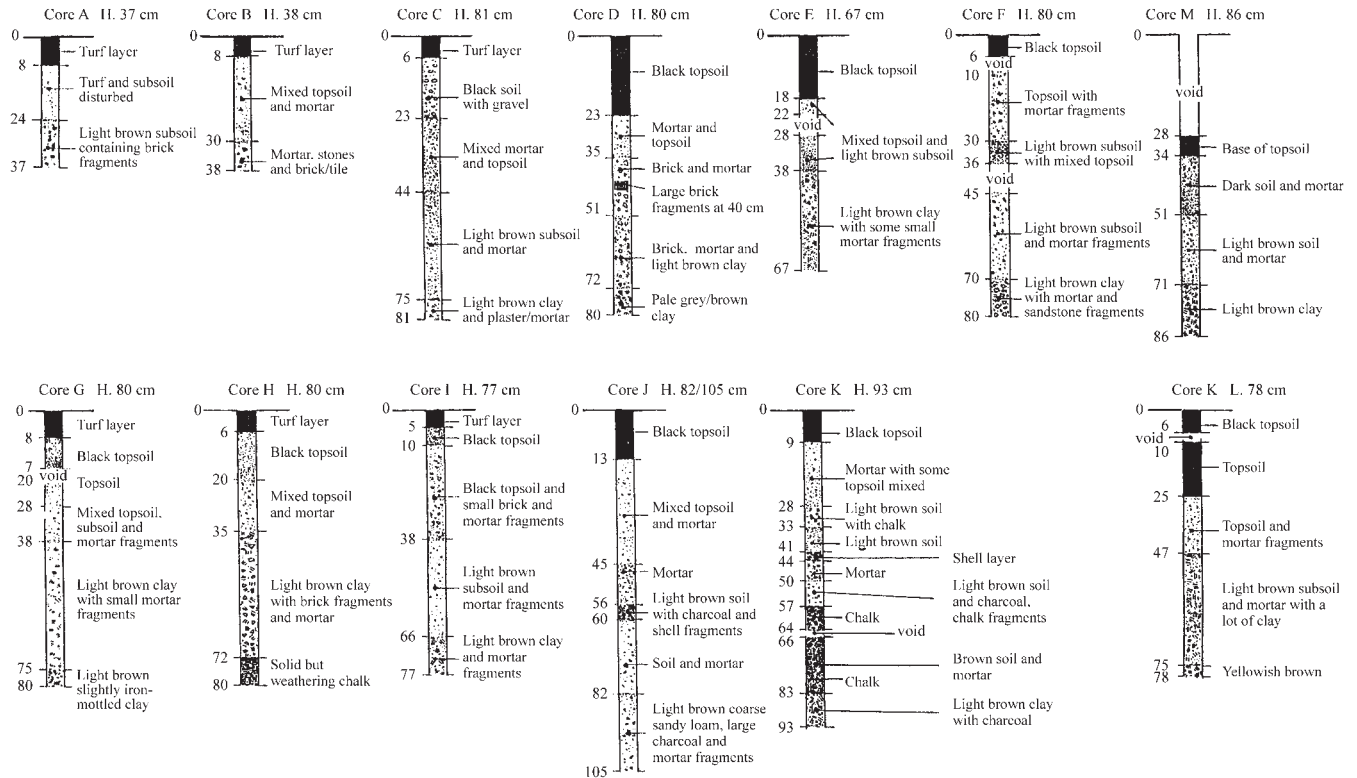 Core A H. 37 cm
0
Turf layer
8
Turf and subsoil
disturbed
24
Light brown subsoil
containing brick
fragments
37
Core B H. 38 cm
0
Turf layer
8
Mixed topsoil
and mortar
30
Mortar, stones
and brick/tile
38
Core C H. 81 cm
0
Turf layer
6
Black soil
with gravel
23
Mixed mortar
and topsoil
44
Light brown subsoil
and mortar
75
Light brown clay
and plaster/mortar
81
Core D H. 80 cm
0
Black topsoil
23
Mortar and
topsoil
35
Brick and mortar
Large brick
fragments at 40 cm
51
Brick, mortar and
light brown clay
72
Pale grey/brown
clay
80
Core E H. 67 cm
0
Black topsoil
18
22
void
28
Mixed topsoil and
light brown subsoil
38
Light brown clay
with some small
mortar fragments
67
Core F H. 80 cm
0
Black topsoil
6
void
10
Topsoil with
mortar fragments
30
Light brown subsoil
with mixed topsoil
36
void
45
Light brown subsoil
and mortar fragments
70
Light brown clay
with mortar and
sandstone fragments
80
Core M H. 86 cm
0
void
28
Base of topsoil
34
Dark soil and mortar
51
Light brown soil
and mortar
71
Light brown clay
86
Core G H. 80 cm
0
Turf layer
8
Black topsoil
7
void
20
Topsoil
28
Mixed topsoil,
subsoil and
mortar fragments
38
Light brown clay
with small mortar
fragments
75
Light brown
slightly iron-
mottled clay
80
Core H H. 80 cm
0
Turf layer
6
Black topsoil
20
Mixed topsoil
and mortar
35
Light brown clay
with brick fragments
and mortar
72
Solid but
weathering chalk
80
Core I H. 77 cm
0
Turf layer
5
Black topsoil
10
Black topsoil and
small brick and
mortar fragments
38
Light brown
subsoil and
mortar fragments
66
Light brown clay
and mortar
fragments
77
Core J H. 82/105 cm
0
Black topsoil
13
Mixed topsoil
and mortar
45
Mortar
56
Light brown soil
with charcoal and
shell fragments
60
Soil and mortar
82
Light brown coarse
sandy loam, large
charcoal and
mortar fragments
105
Core K H. 93 cm
0
Black topsoil
9
Mortar with some
topsoil mixed
28
Light brown soil
with chalk
33
Light brown soil
41
Shell layer
44
Mortar
50
Light brown soil
and charcoal,
chalk fragments
57
Chalk
64
void
66
Brown soil and
mortar
Chalk
83
Light brown clay
with charcoal
93
Core K L. 78 cm
0
Black topsoil
6
void
10
Topsoil
25
Topsoil and
mortar fragments
47
Light brown subsoil
and mortar with a
lot of clay
75
Yellowish brown
78